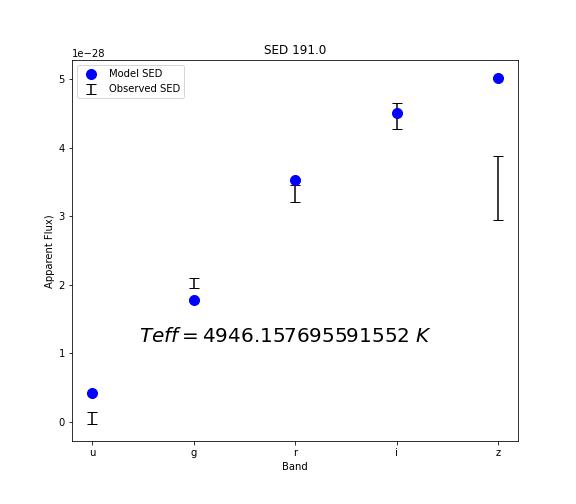 SED 191.0
1e−28
Model SED
Observed SED
5
4
3
2
1
0
Apparent Flux)
Teff = 4946.157695591552 K
u g r i z
Band